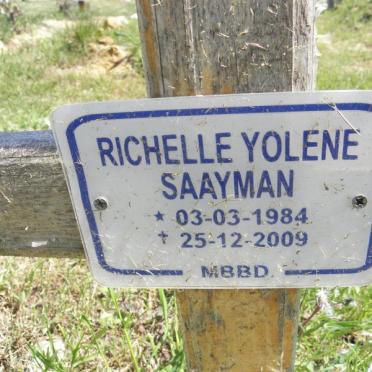 RICHELLE YOLENE
SAAYMAN
★ 03-03-1984
✝ 25-12-2009
MBBD